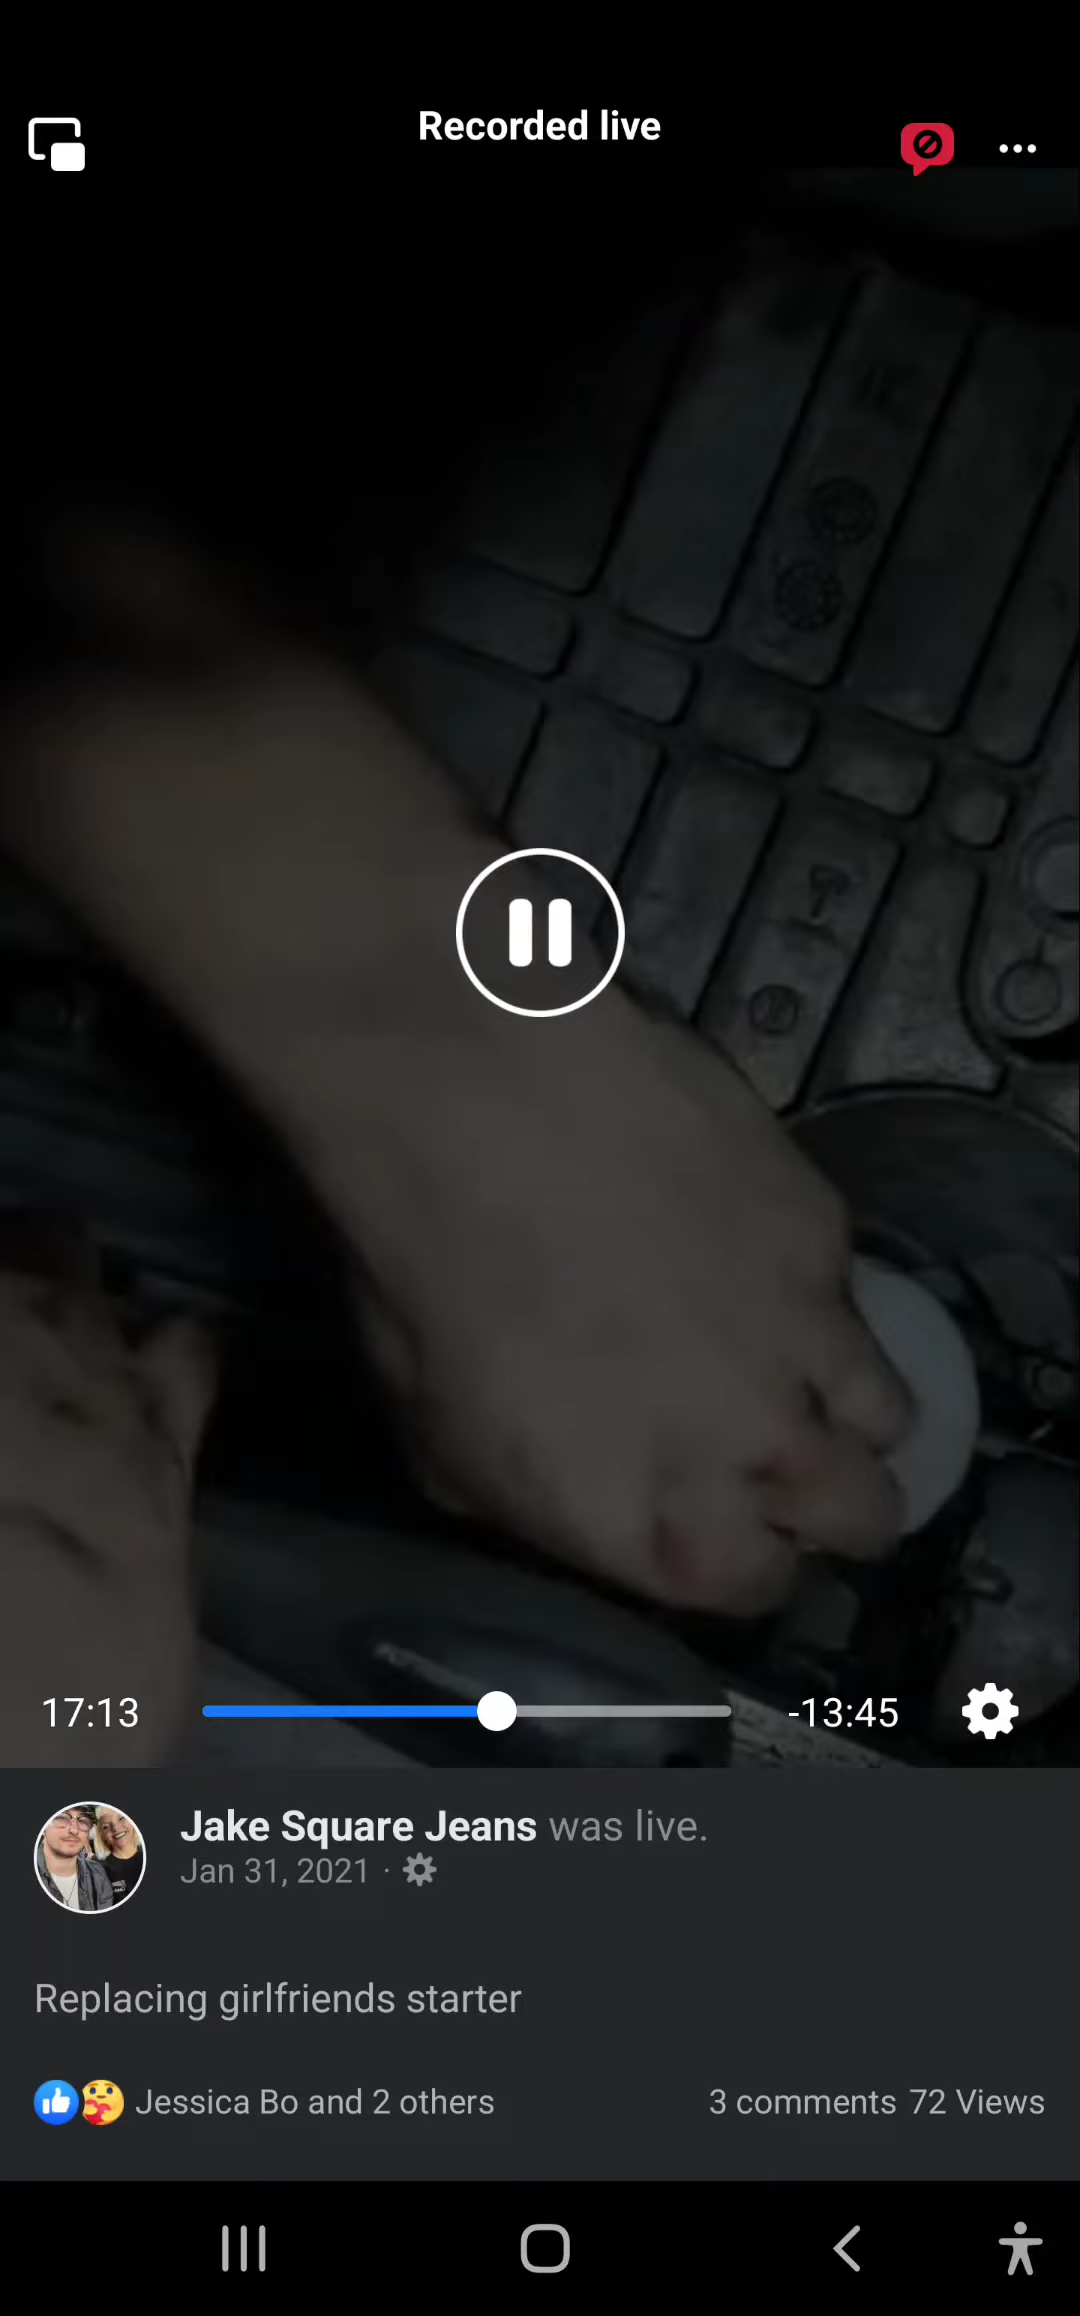 Recorded live
17:13
-13:45
Jake Square Jeans was live.
Jan 31, 2021 ·
Replacing girlfriends starter
Jessica Bo and 2 others
3 comments 72 Views